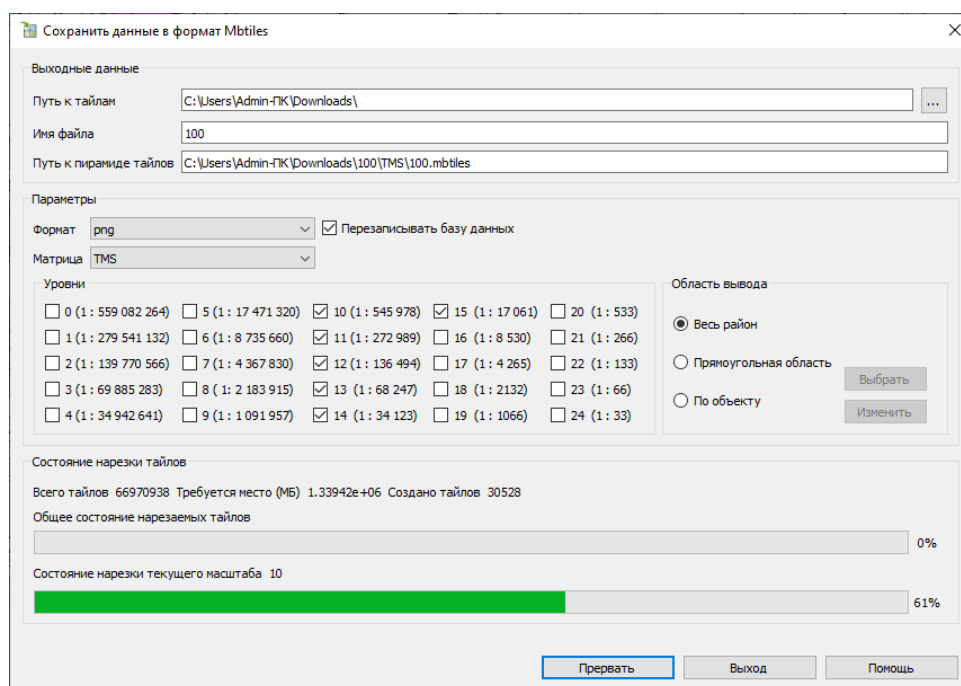 Сохранить данные в формат Mbtiles
Выходные данные
Путь к тайлам C:\Users\Admin-ПК\Downloads\ ...
Имя файла 100
Путь к пирамиде тайлов C:\Users\Admin-ПК\Downloads\100\TMS\100.mbtiles
Параметры
Формат png Перезаписывать базу данных
Матрица TMS
Уровни Область вывода
0 (1 : 559 082 264) 5 (1 : 17 471 320) 10 (1 : 545 978) 15 (1 : 17 061) 20 (1 : 533)
Весь район
1 (1 : 279 541 132) 6 (1 : 8 735 660) 11 (1 : 272 989) 16 (1 : 8 530) 21 (1 : 266)
2 (1 : 139 770 566) 7 (1 : 4 367 830) 12 (1 : 136 494) 17 (1 : 4 265) 22 (1 : 133)
Прямоугольная область
Выбрать
3 (1 : 69 885 283) 8 ( 1: 2 183 915) 13 (1 : 68 247) 18 (1 : 2132) 23 (1 : 66)
По объекту
4 (1 : 34 942 641) 9 (1 : 1 091 957) 14 (1 : 34 123) 19 (1 : 1066) 24 (1 : 33)
Изменить
Состояние нарезки тайлов
Всего тайлов 66970938 Требуется место (МБ) 1.33942e+06 Создано тайлов 30528
Общее состояние нарезаемых тайлов
0%
Состояние нарезки текущего масштаба 10
61%
Прервать Выход Помощь